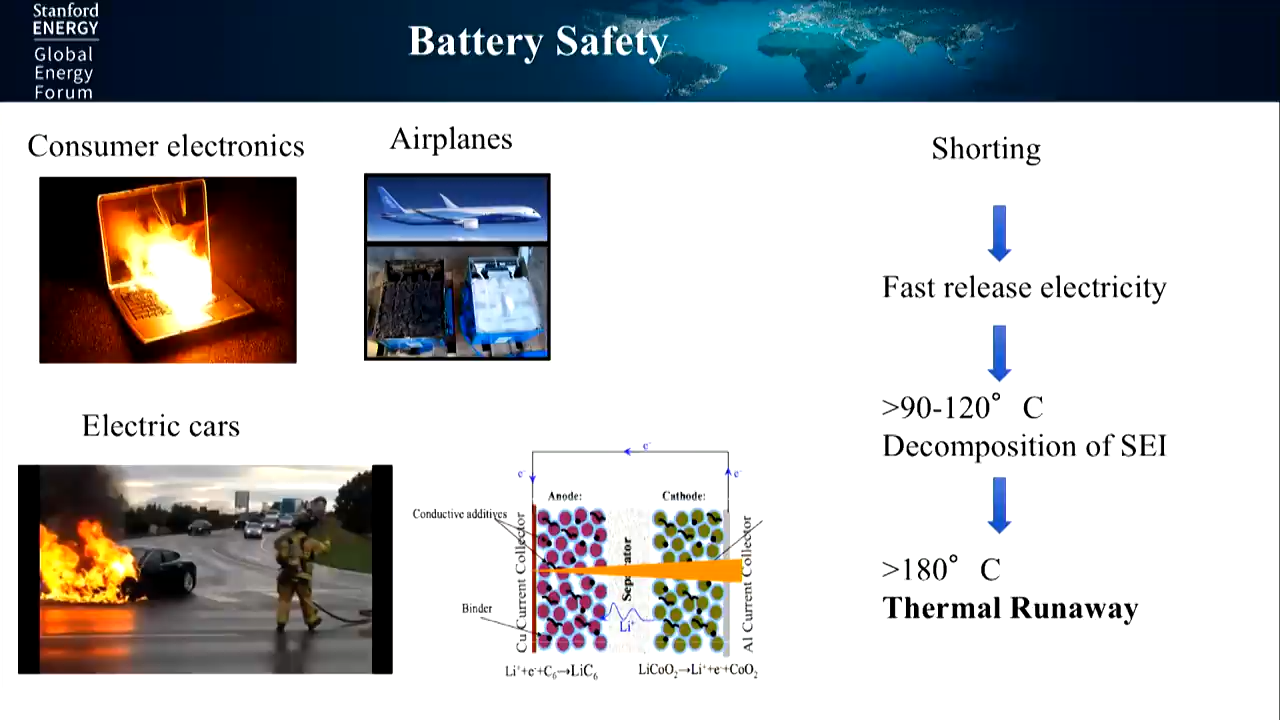 Stanford
ENERGY
Global
Energy
Forum
Battery Safety
Consumer electronics
Airplanes
Electric cars
Shorting
Fast release electricity
>90-120° C
Decomposition of SEI
>180° C
Thermal Runaway
e⁻
e⁻
e⁻
Anode:
Cathode:
Conductive additives
Binder
Cu Current Collector
Separator
Al Current Collector
Li⁺
Li⁺+e⁻+C₆→LiC₆
LiCoO₂→Li⁺+e⁻+CoO₂